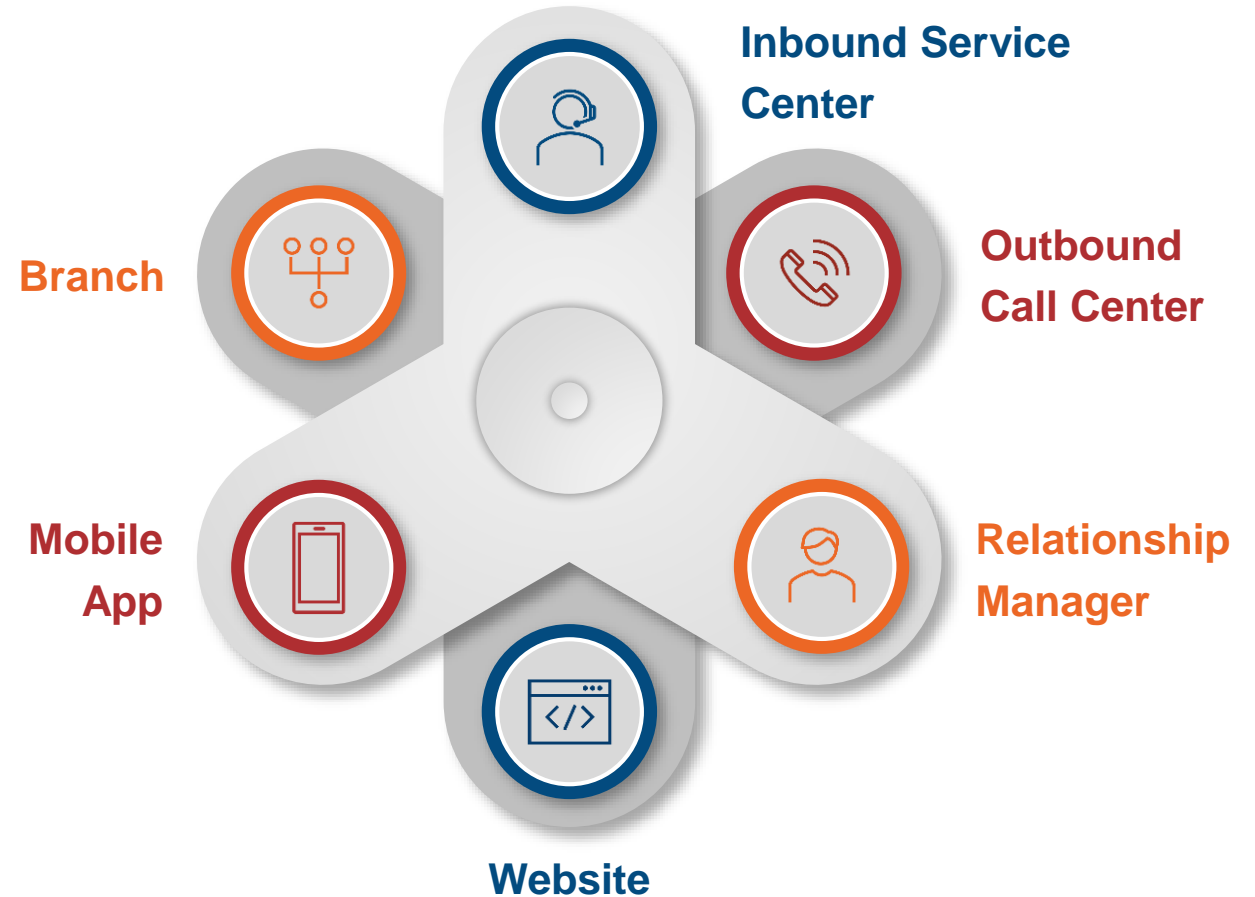 Inbound Service
Center
Branch
Outbound
Call Center
Mobile
App
Relationship
Manager
</>
Website